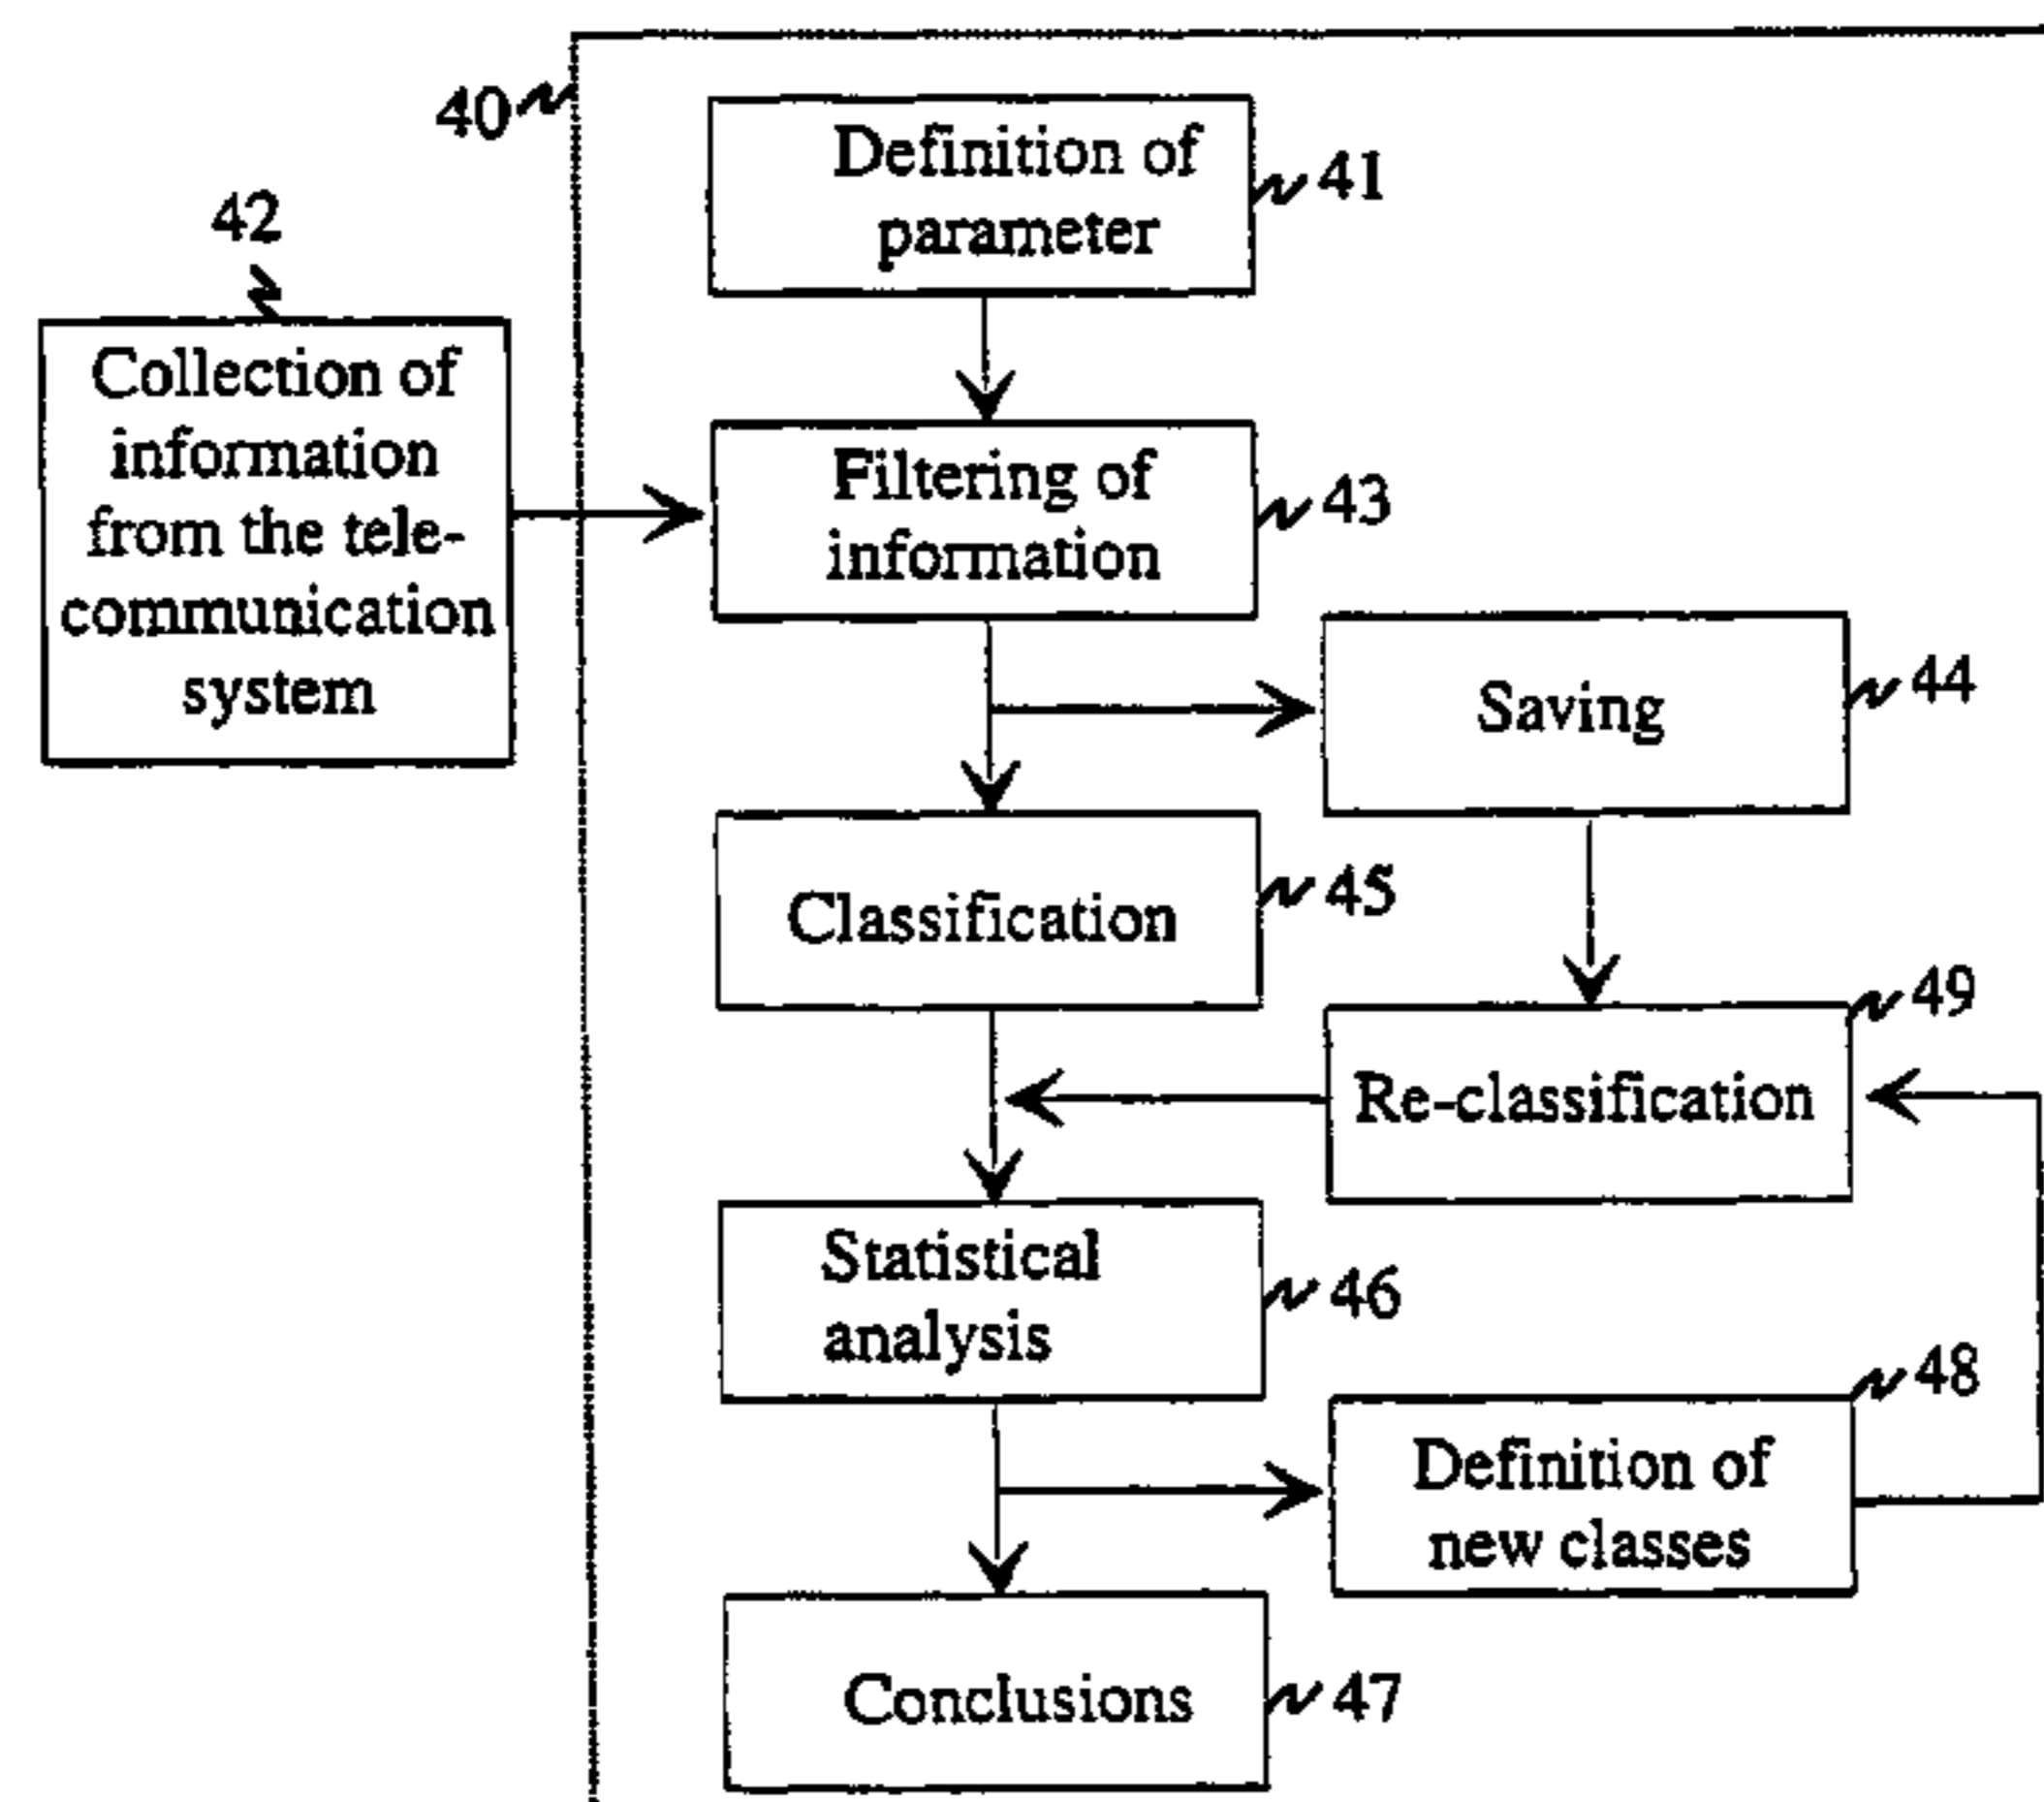 40
Definition of
parameter
41
42
Collection of
information
from the tele-
communication
system
Filtering of
information
43
Saving
44
Classification
45
49
Re-classification
Statistical
analysis
46
48
Definition of
new classes
Conclusions
47